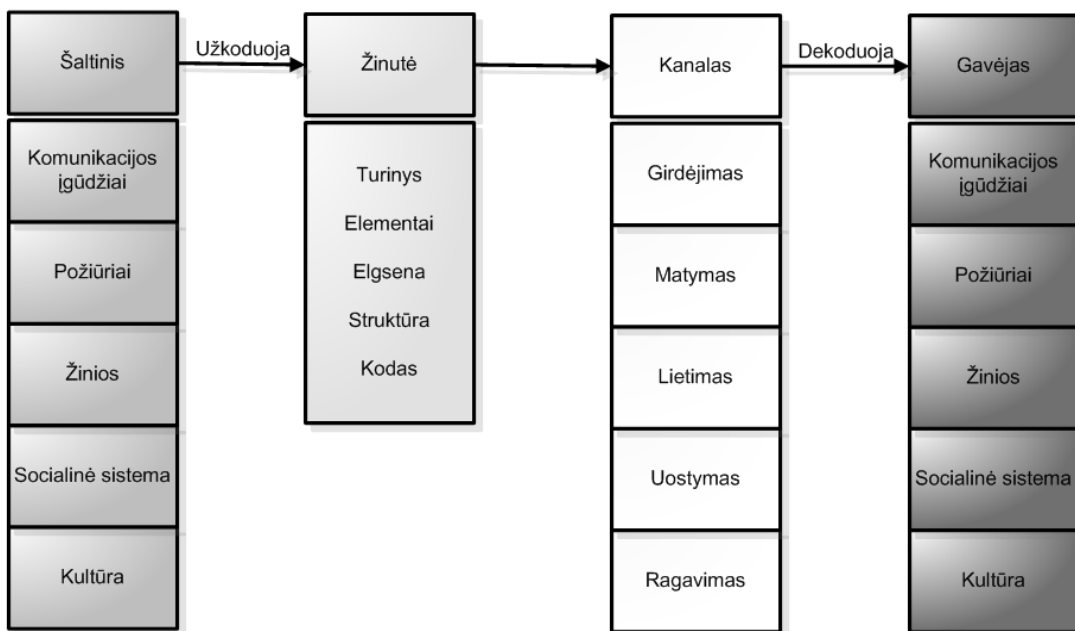 Šaltinis
Užkoduoja
Žinutė
Kanalas
Dekoduoja
Gavėjas
Komunikacijos
įgūdžiai
Požiūriai
Žinios
Socialinė sistema
Kultūra
Turinys
Elementai
Elgsena
Struktūra
Kodas
Girdėjimas
Matymas
Lietimas
Uostymas
Ragavimas
Komunikacijos
įgūdžiai
Požiūriai
Žinios
Socialinė sistema
Kultūra